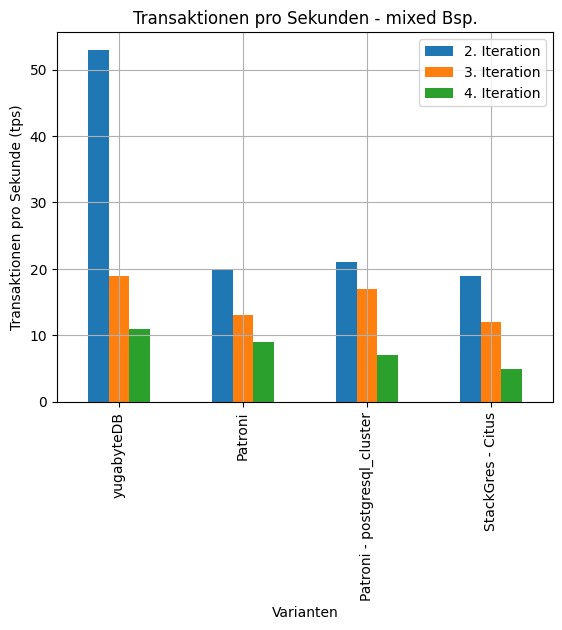 Transaktionen pro Sekunden - mixed Bsp.
2. Iteration
3. Iteration
4. Iteration
Transaktionen pro Sekunde (tps)
50
40
30
20
10
0
yugabyteDB
Patroni
Patroni - postgresql_cluster
StackGres - Citus
Varianten